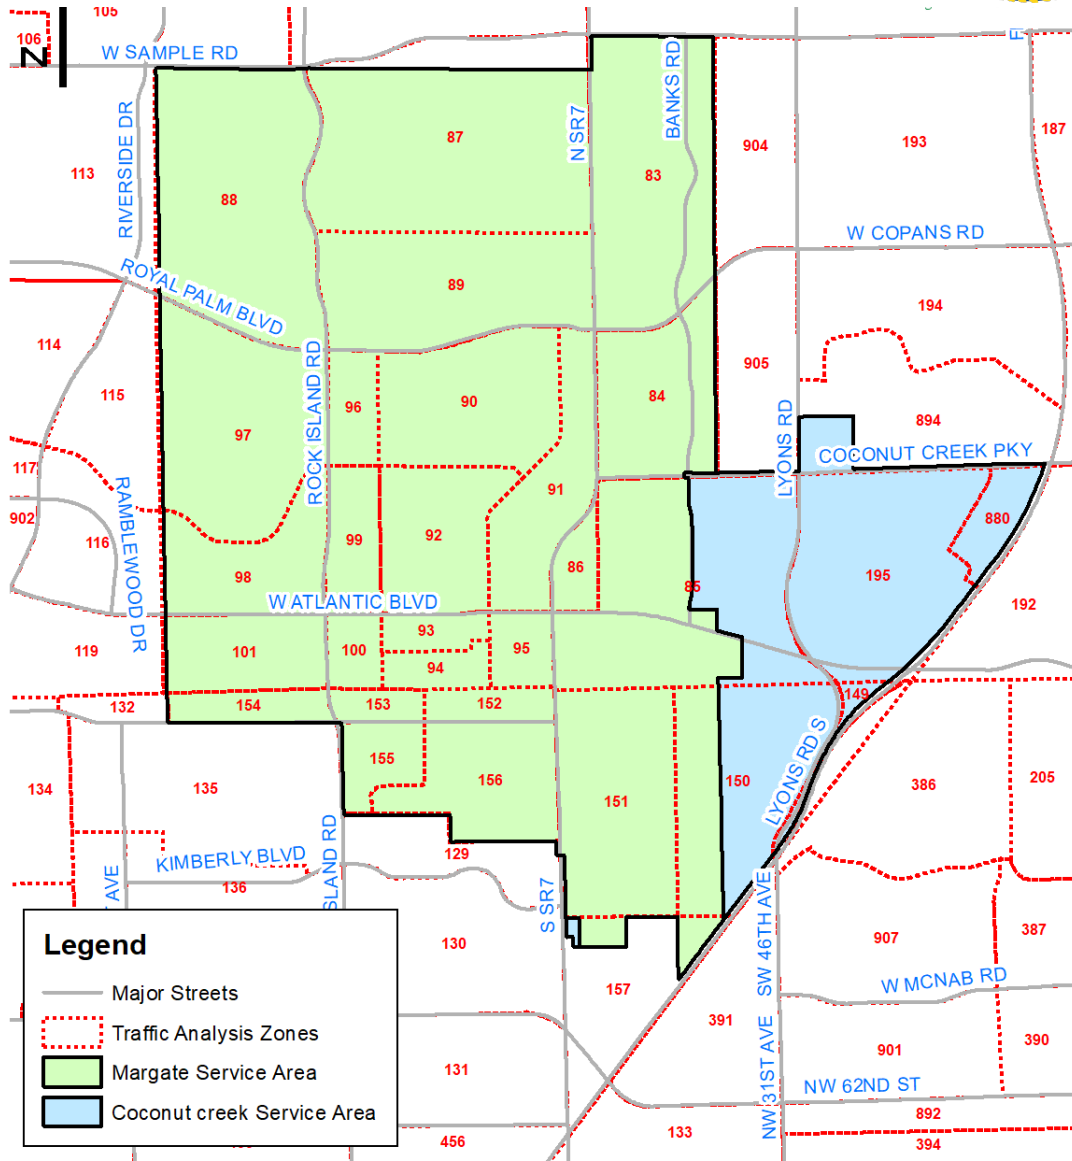 105
106
N
W SAMPLE RD
RIVERSIDE DR
N SR7
BANKS RD
87
904
193
187
113
88
83
W COPANS RD
ROYAL PALM BLVD
89
194
114
ROCK ISLAND RD
905
115
96
90
84
97
LYONS RD
894
COCONUT CREEK PKY
117
902
RAMBLEWOOD DR
91
880
116
99
92
86
98
85
195
192
W ATLANTIC BLVD
93
119
101
100
94
95
132
154
153
152
149
155
156
150
LYONS RD S
134
135
151
386
205
ISLAND RD
KIMBERLY BLVD
129
136
AVE
S SR7
SW 46TH AVE
130
907
387
W MCNAB RD
157
391
NW 31ST AVE
901
390
131
NW 62ND ST
892
133
456
394
Legend
Major Streets
Traffic Analysis Zones
Margate Service Area
Coconut creek Service Area